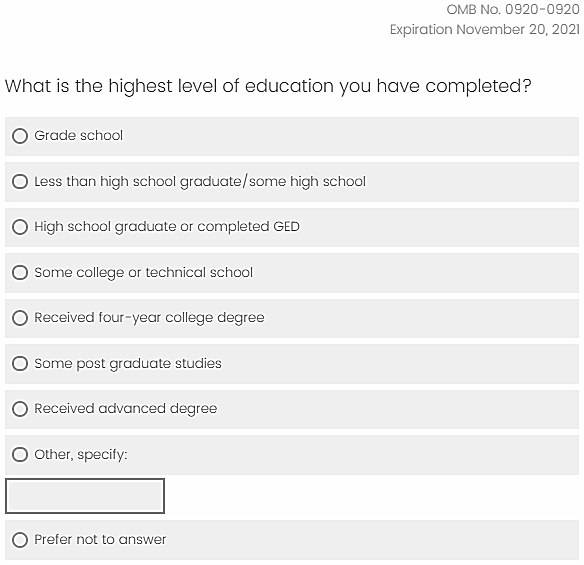 OMB No. 0920-0920
Expiration November 20, 2021
What is the highest level of education you have completed?
Grade school
Less than high school graduate/some high school
High school graduate or completed GED
Some college or technical school
Received four-year college degree
Some post graduate studies
Received advanced degree
Other, specify:
Prefer not to answer